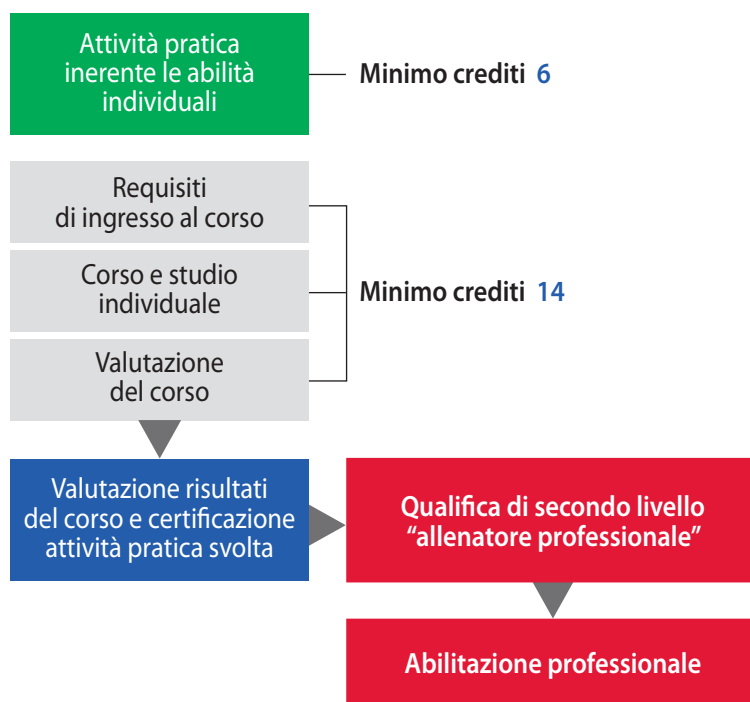 Attività pratica
inerente le abilità
individuali
Minimo crediti 6
Requisiti
di ingresso al corso
Corso e studio
individuale
Minimo crediti 14
Valutazione
del corso
Valutazione risultati
del corso e certificazione
attività pratica svolta
Qualifica di secondo livello
“allenatore professionale”
Abilitazione professionale